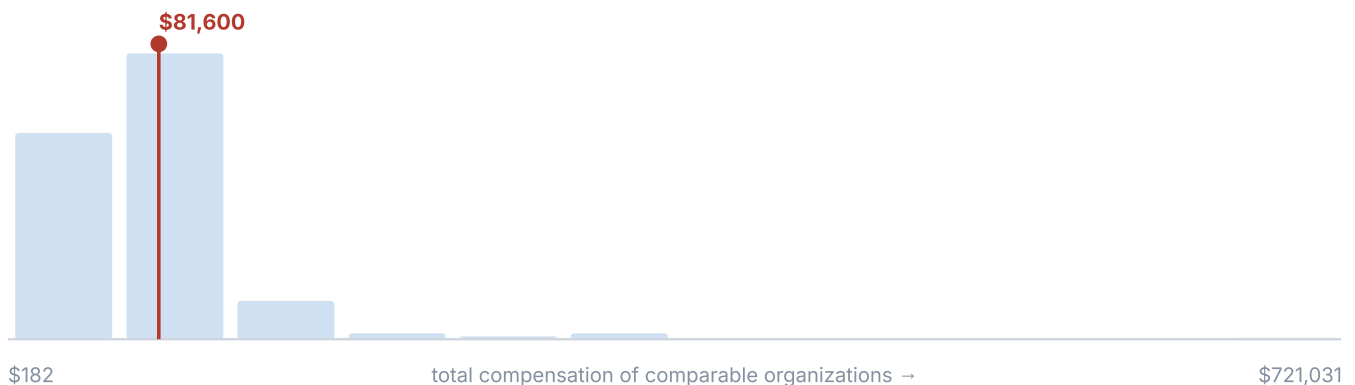 $81,600
$182 total compensation of comparable organizations → $721,031